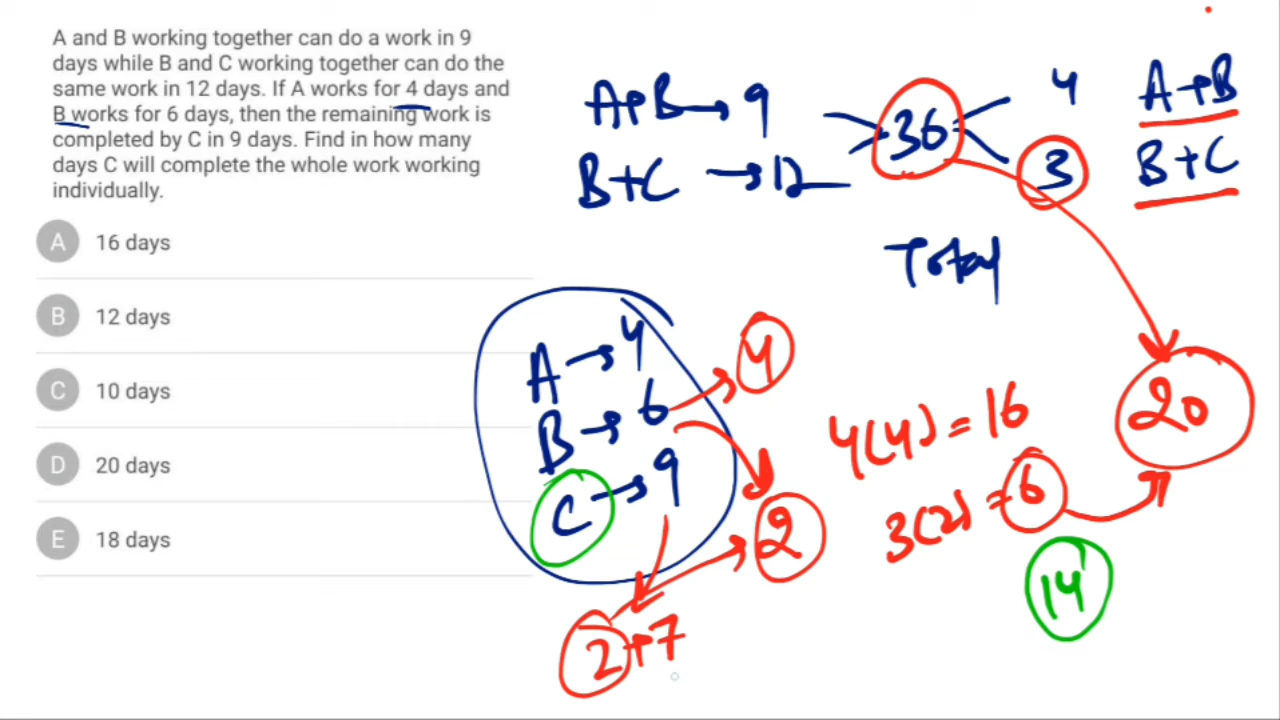 A and B working together can do a work in 9
days while B and C working together can do the
same work in 12 days. If A works for 4 days and
B works for 6 days, then the remaining work is
completed by C in 9 days. Find in how many
days C will complete the whole work working
individually.
A 16 days
B 12 days
C 10 days
D 20 days
E 18 days
A+B → 9
B+C → 12
36
4 A+B
3 B+C
Total
A → 4
B → 6
C → 9
4
2
2+7
4(4) = 16
3(2) = 6
20
14